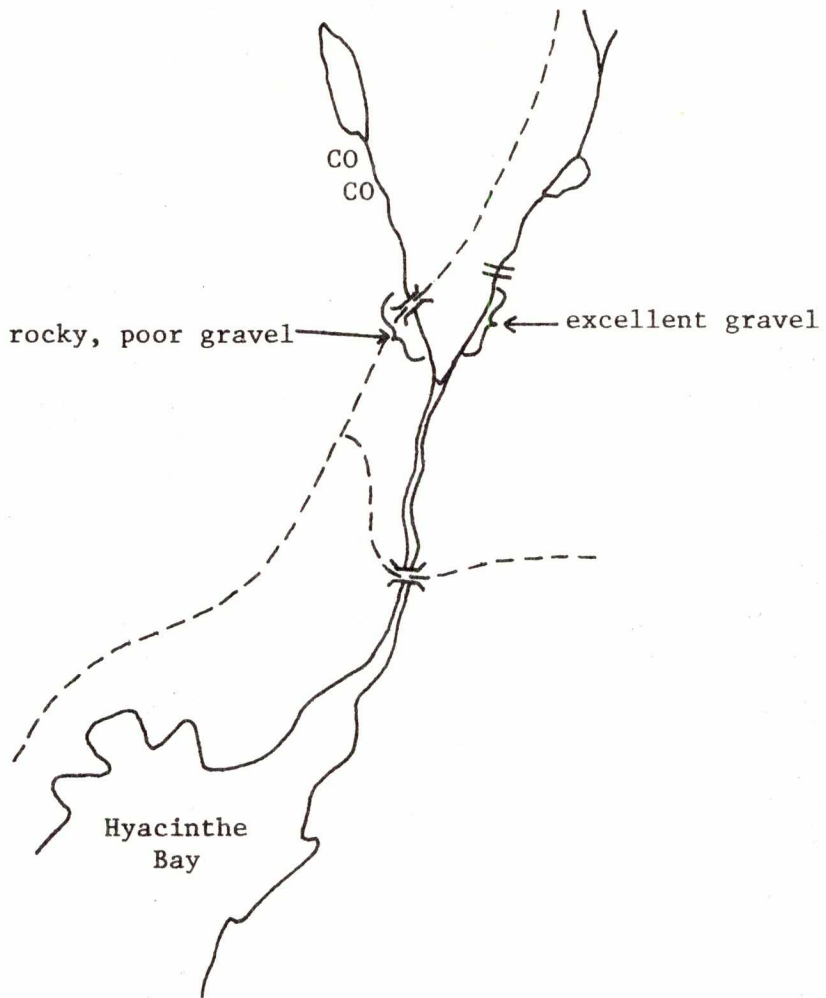 CO
CO
rocky, poor gravel
excellent gravel
Hyacinthe
Bay